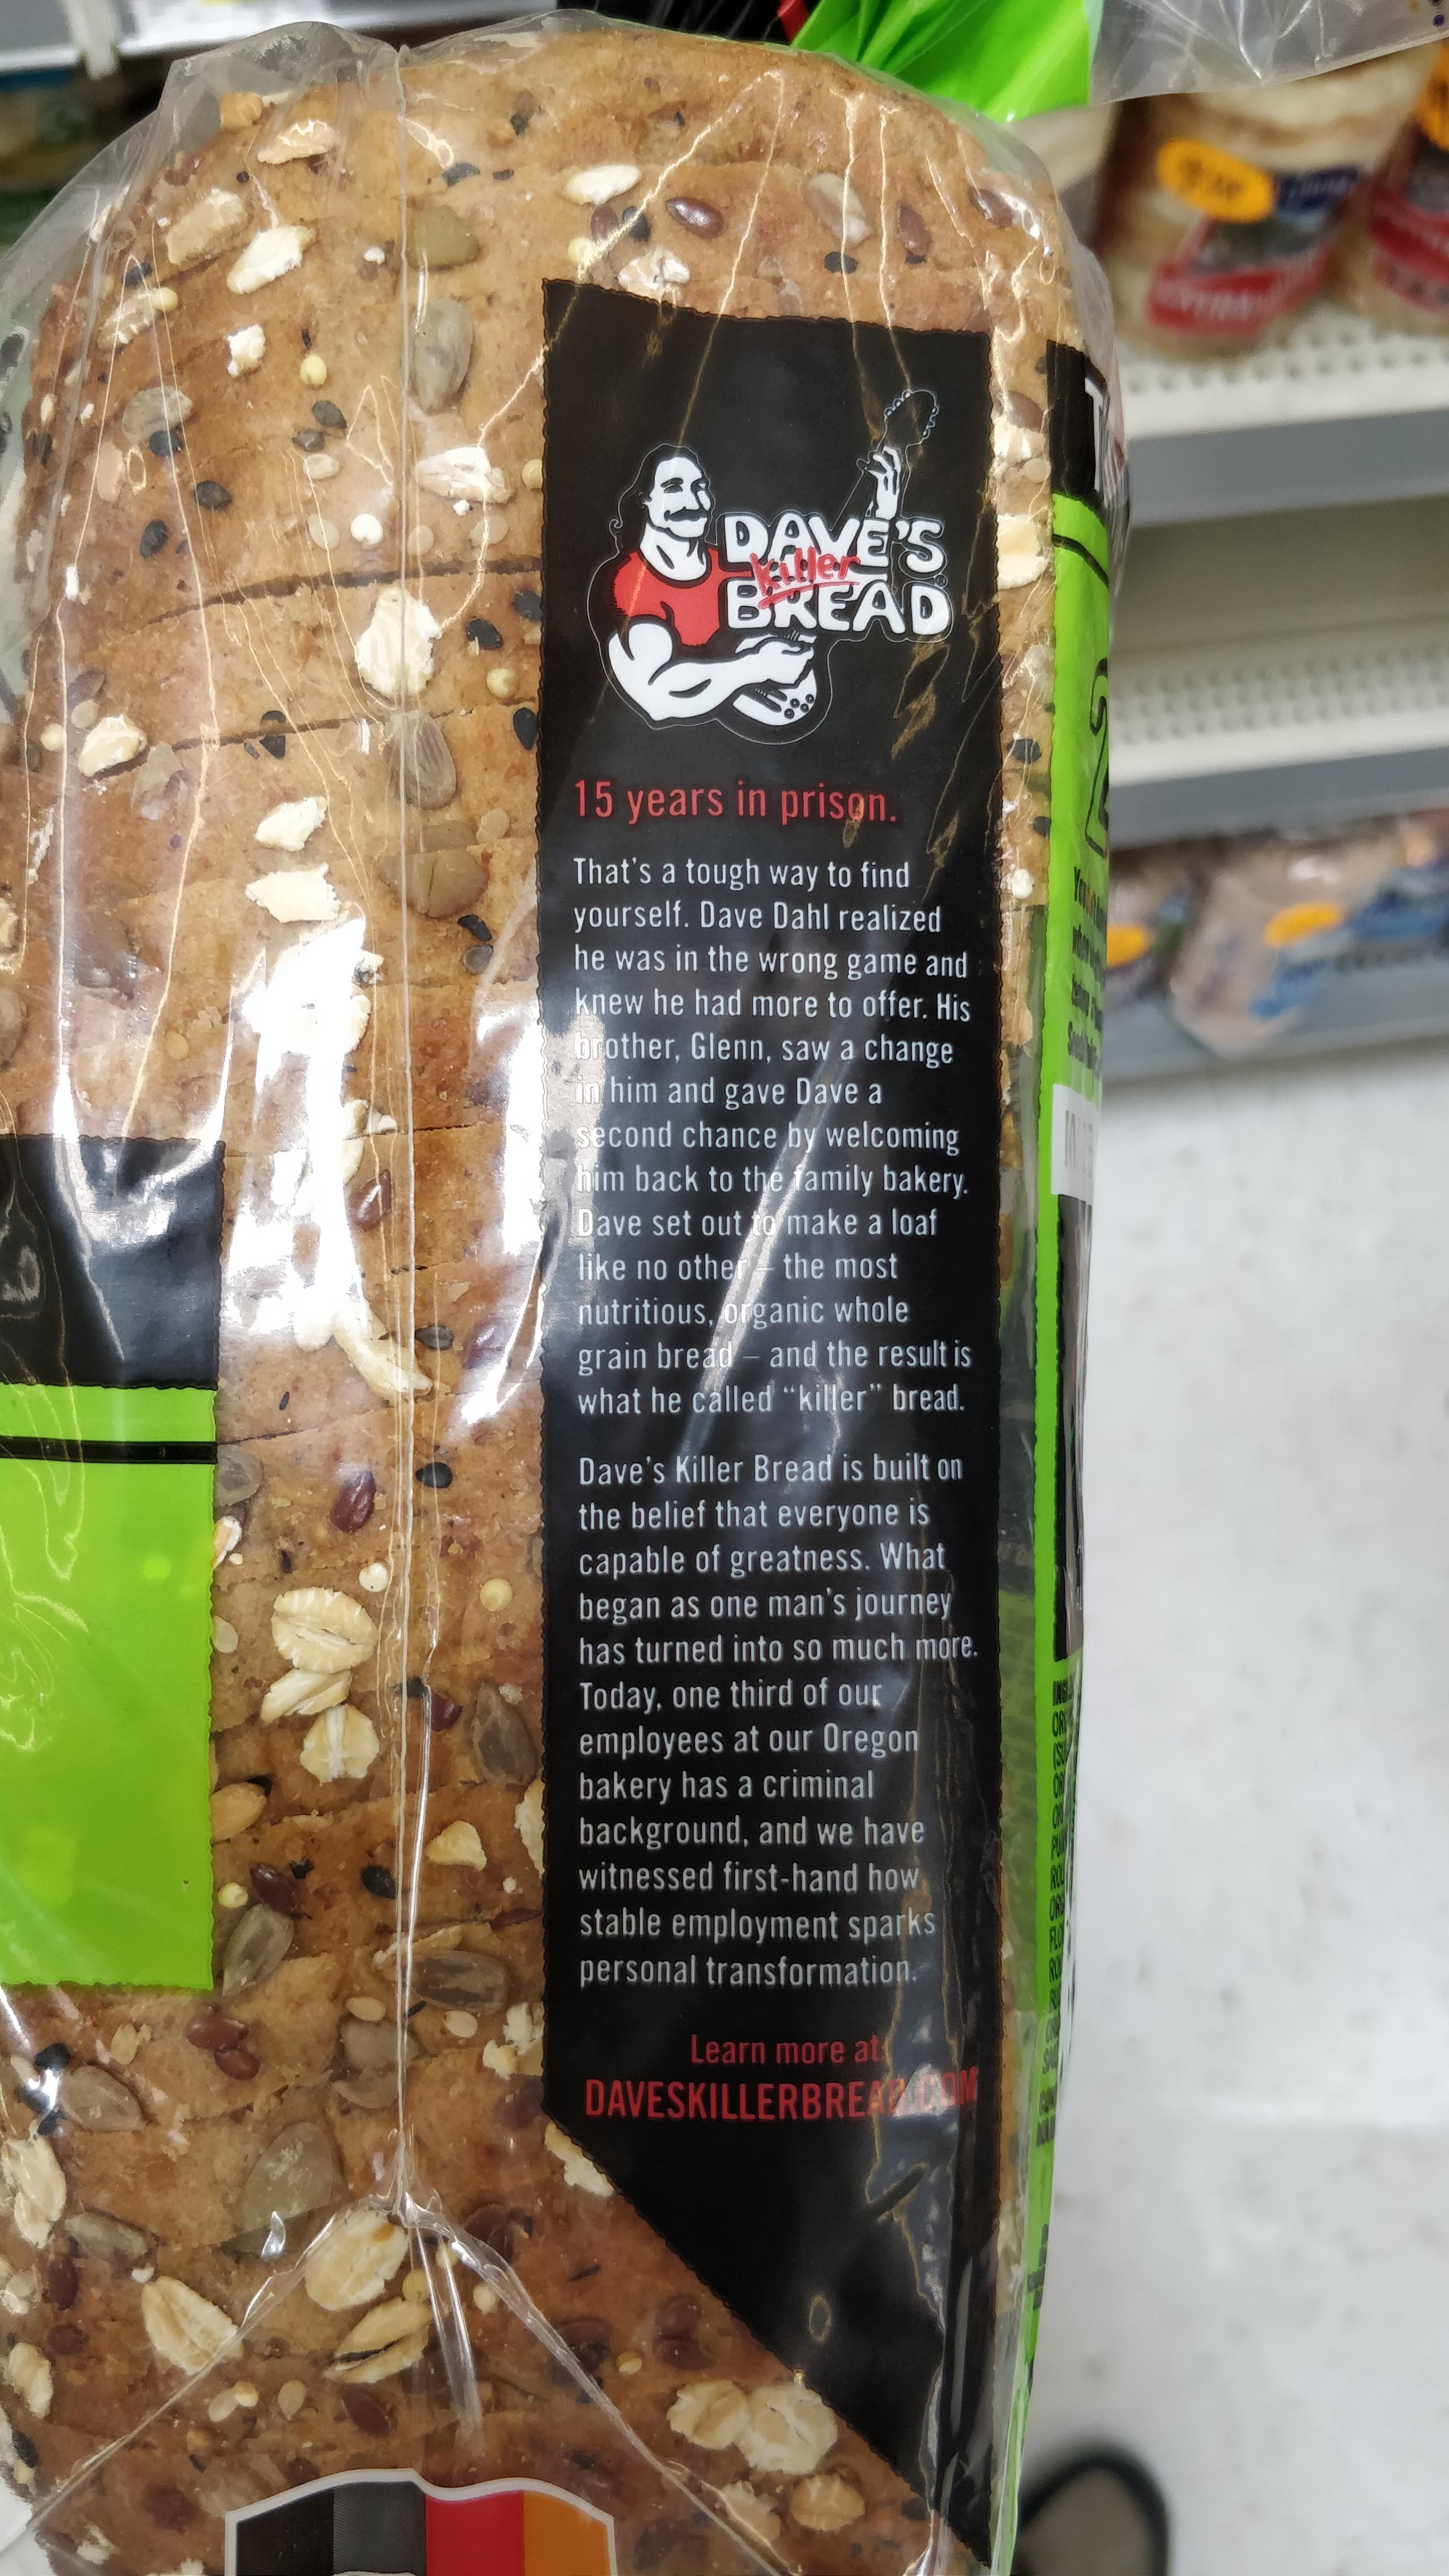 DAVE'S
killer
BREAD
15 years in prison.
That's a tough way to find
yourself. Dave Dahl realized
he was in the wrong game and
knew he had more to offer. His
brother, Glenn, saw a change
in him and gave Dave a
second chance by welcoming
him back to the family bakery.
Dave set out to make a loaf
like no other – the most
nutritious, organic whole
grain bread – and the result is
what he called “killer” bread.
Dave's Killer Bread is built on
the belief that everyone is
capable of greatness. What
began as one man's journey
has turned into so much more.
Today, one third of our
employees at our Oregon
bakery has a criminal
background, and we have
witnessed first-hand how
stable employment sparks
personal transformation.
Learn more at:
DAVESKILLERBREAD.COM